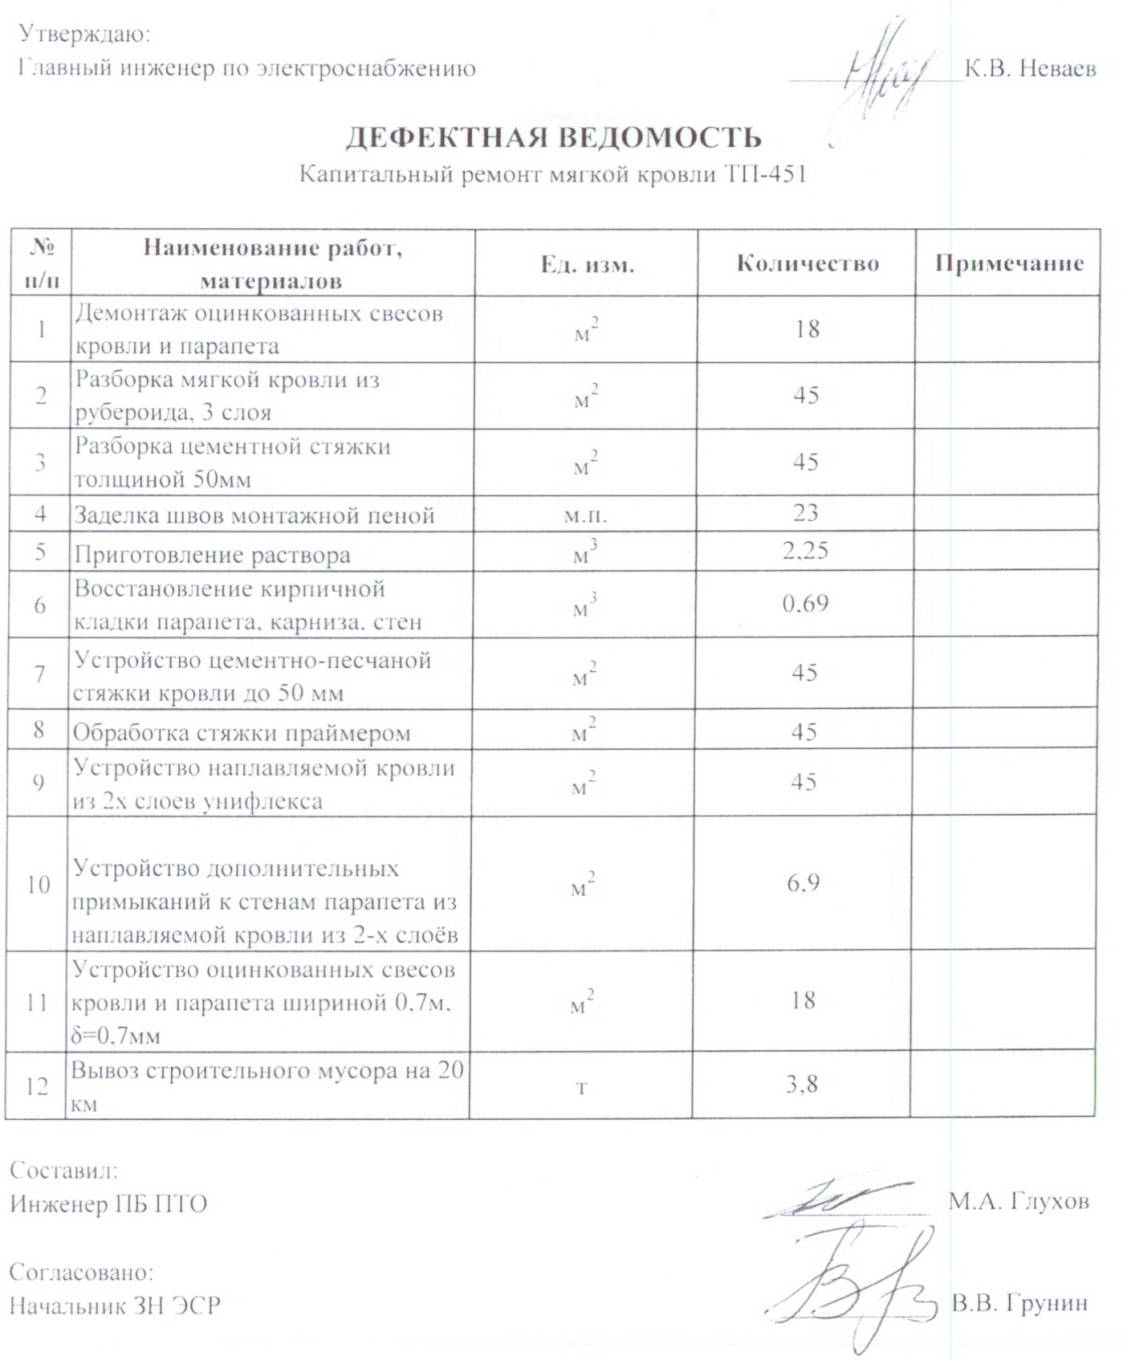 Утверждаю:
Главный инженер по электроснабжению
К.В. Неваев
ДЕФЕКТНАЯ ВЕДОМОСТЬ
Капитальный ремонт мягкой кровли ТП-451
№ п/п
Наименование работ, материалов
Ед. изм.
Количество
Примечание
1
Демонтаж оцинкованных свесов
кровли и парапета
м²
18
2
Разборка мягкой кровли из
рубероида, 3 слоя
м²
45
3
Разборка цементной стяжки
толщиной 50мм
м²
45
4
Заделка швов монтажной пеной
м.п.
23
5
Приготовление раствора
м³
2,25
6
Восстановление кирпичной
кладки парапета, карниза, стен
м³
0,69
7
Устройство цементно-песчаной
стяжки кровли до 50 мм
м²
45
8
Обработка стяжки праймером
м²
45
9
Устройство наплавляемой кровли
из 2х слоев унифлекса
м²
45
10
Устройство дополнительных
примыканий к стенам парапета из
наплавляемой кровли из 2-х слоёв
м²
6,9
11
Устройство оцинкованных свесов
кровли и парапета шириной 0,7м,
δ=0,7мм
м²
18
12
Вывоз строительного мусора на 20
км
т
3,8
Составил:
Инженер ПБ ПТО
М.А. Глухов
Согласовано:
Начальник ЗН ЭСР
В.В. Грунин